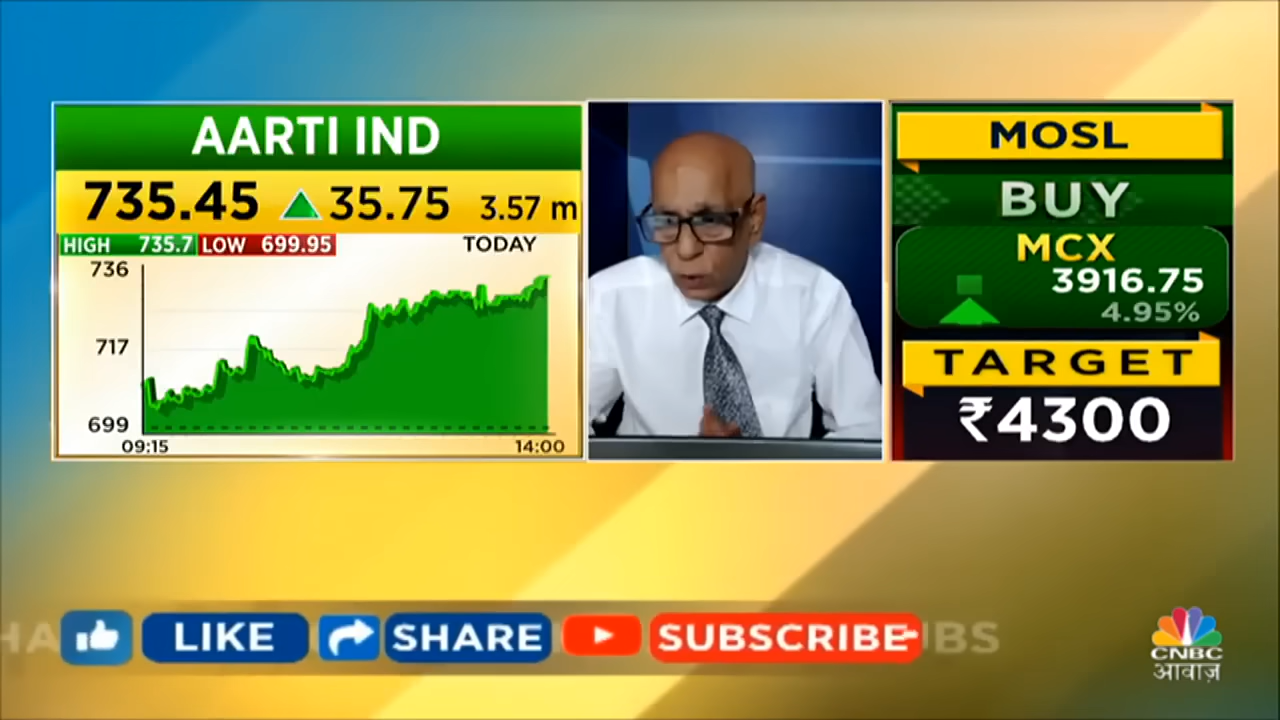 AARTI IND
735.45 ▲ 35.75 3.57 m
HIGH 735.7 LOW 699.95 TODAY
736
717
699
09:15 14:00
MOSL
BUY
MCX
3916.75
4.95%
TARGET
₹4300
LIKE SHARE SUBSCRIBE
CNBC
आवाज़